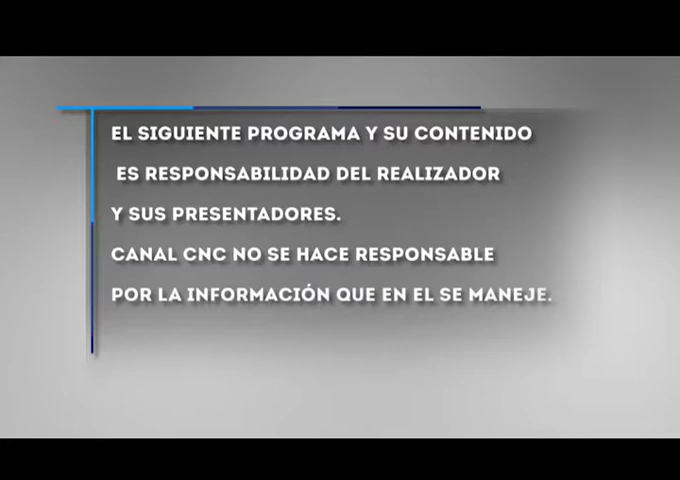 EL SIGUIENTE PROGRAMA Y SU CONTENIDO
ES RESPONSABILIDAD DEL REALIZADOR
Y SUS PRESENTADORES.
CANAL CNC NO SE HACE RESPONSABLE
POR LA INFORMACIÓN QUE EN EL SE MANEJE.